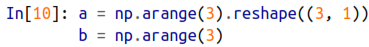 In[10]: a = np.arange(3).reshape((3, 1))
        b = np.arange(3)